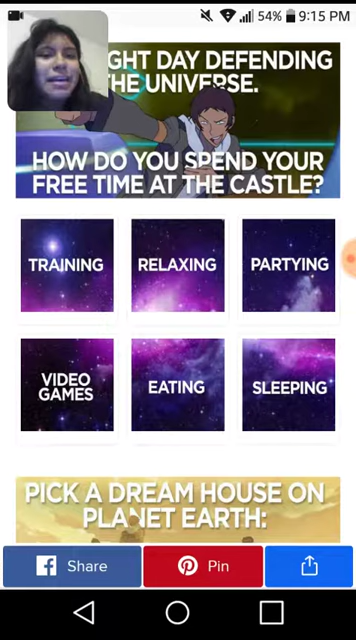 54% 9:15 PM
GHT DAY DEFENDING
THE UNIVERSE.
HOW DO YOU SPEND YOUR
FREE TIME AT THE CASTLE?
TRAINING
RELAXING
PARTYING
VIDEO
GAMES
EATING
SLEEPING
PICK A DREAM HOUSE ON
PLANET EARTH:
Share
Pin